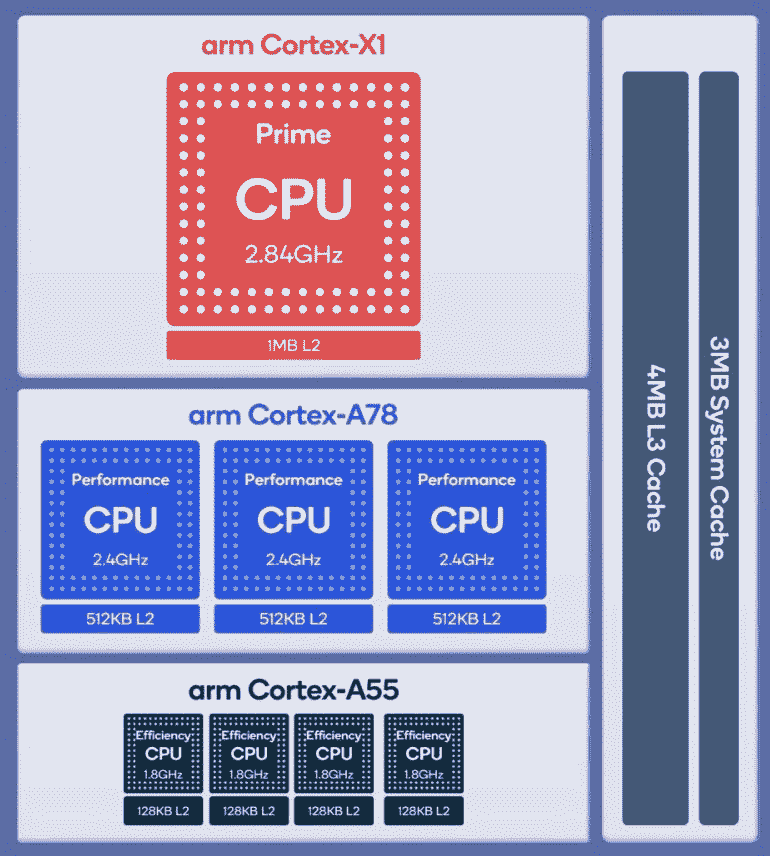 arm Cortex-X1
Prime
CPU
2.84GHz
1MB L2
arm Cortex-A78
Performance
CPU
2.4GHz
512KB L2
Performance
CPU
2.4GHz
512KB L2
Performance
CPU
2.4GHz
512KB L2
arm Cortex-A55
Efficiency
CPU
1.8GHz
128KB L2
Efficiency
CPU
1.8GHz
128KB L2
Efficiency
CPU
1.8GHz
128KB L2
Efficiency
CPU
1.8GHz
128KB L2
4MB L3 Cache
3MB System Cache